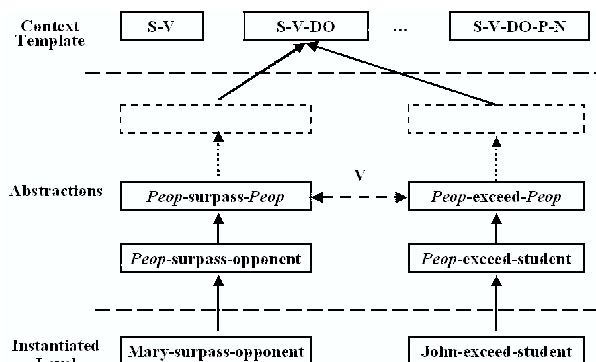 Context Template
S-V
S-V-DO
...
S-V-DO-P-N
V
Abstractions
Peop-surpass-Peop
Peop-exceed-Peop
Peop-surpass-opponent
Peop-exceed-student
Instantiated
Mary-surpass-opponent
John-exceed-student